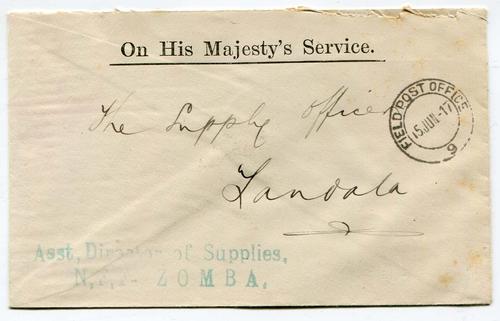 On His Majesty's Service.
FIELD POST OFFICE
15 JUN-17
9
The Supply Officer
Zandala
Asst, Director of Supplies,
ZOMBA.